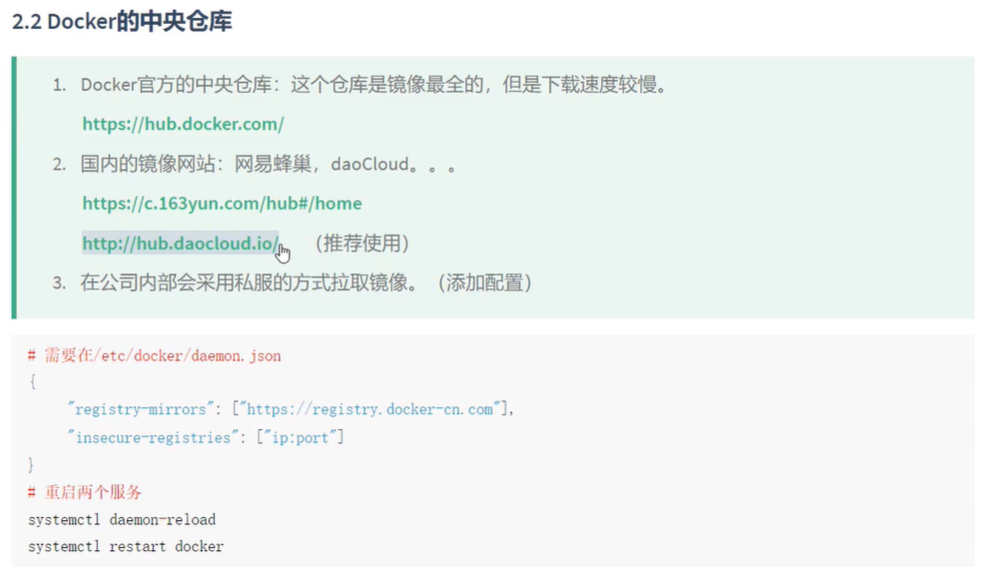 2.2 Docker的中央仓库
1. Docker官方的中央仓库：这个仓库是镜像最全的，但是下载速度较慢。
https://hub.docker.com/
2. 国内的镜像网站：网易蜂巢，daoCloud。。。
https://c.163yun.com/hub#/home
http://hub.daocloud.io/ （推荐使用）
3. 在公司内部会采用私服的方式拉取镜像。（添加配置）
# 需要在/etc/docker/daemon.json
{
"registry-mirrors": ["https://registry.docker-cn.com"],
"insecure-registries": ["ip:port"]
}
# 重启两个服务
systemctl daemon-reload
systemctl restart docker